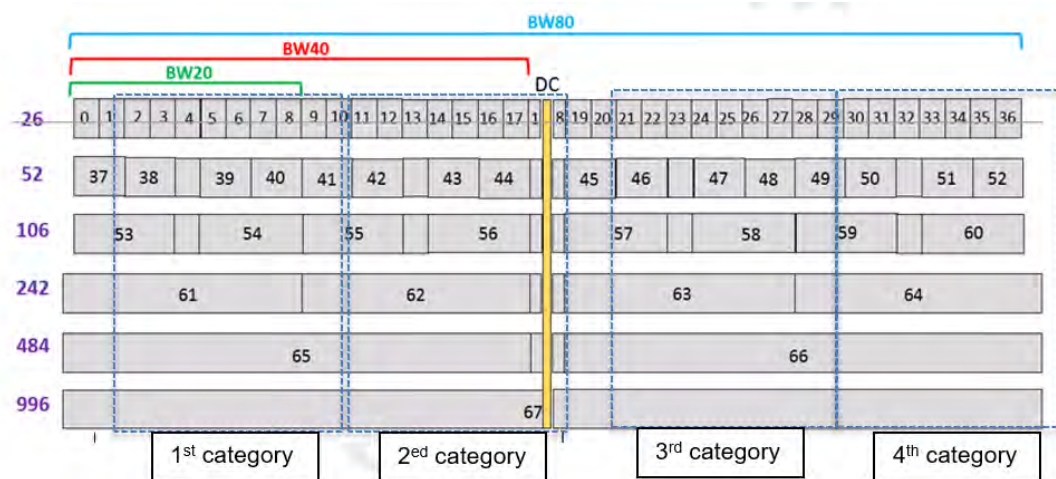 BW80
BW40
BW20
DC
26 0 1 2 3 4 5 6 7 8 9 10 11 12 13 14 15 16 17 1 8 19 20 21 22 23 24 25 26 27 28 29 30 31 32 33 34 35 36
52 37 38 39 40 41 42 43 44 45 46 47 48 49 50 51 52
106 53 54 55 56 57 58 59 60
242 61 62 63 64
484 65 66
996 67
1st category 2ed category 3rd category 4th category